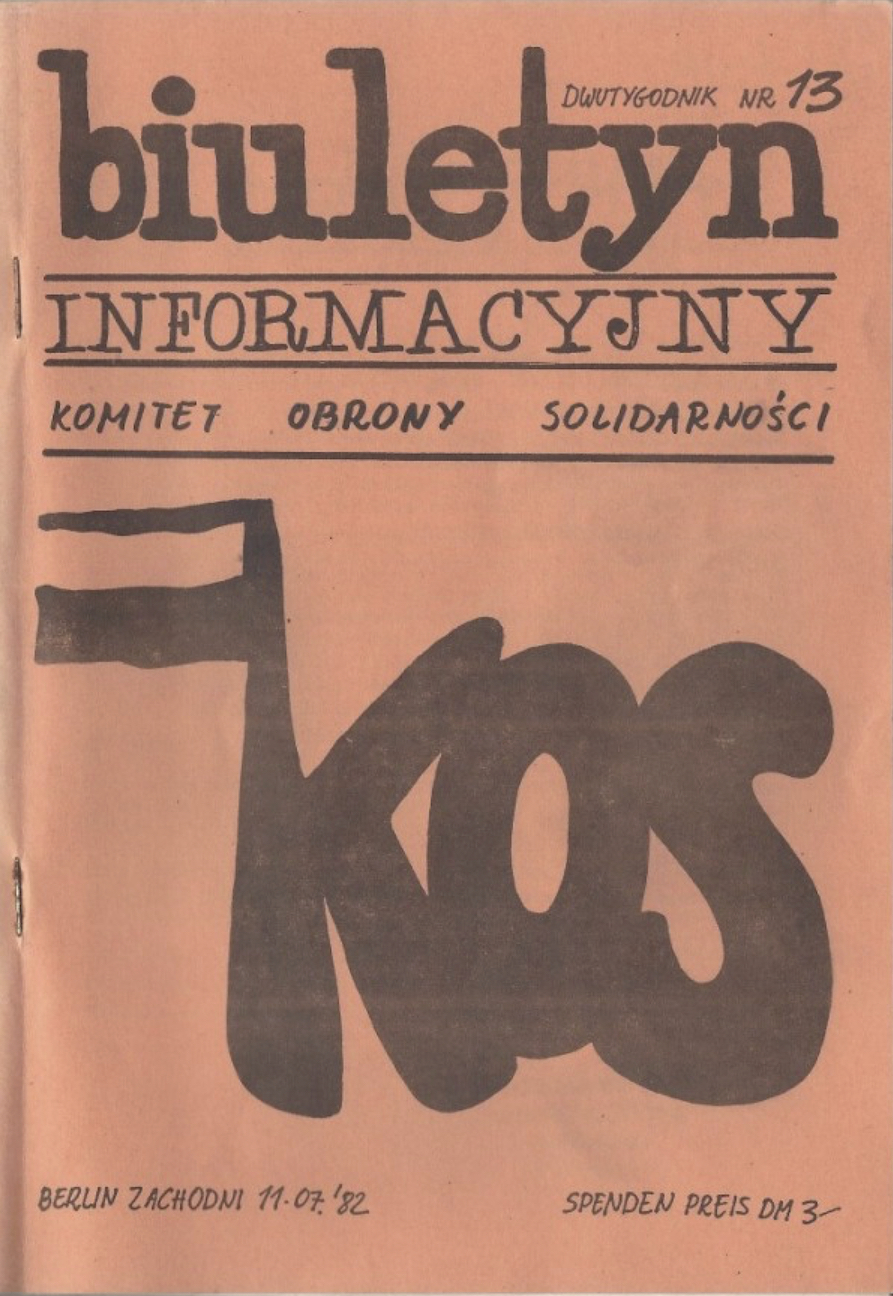 DWUTYGODNIK NR 13
biuletyn
INFORMACYJNY
KOMITET OBRONY SOLIDARNOŚCI
KOS
BERLIN ZACHODNI 11.07.'82
SPENDEN PREIS DM 3-